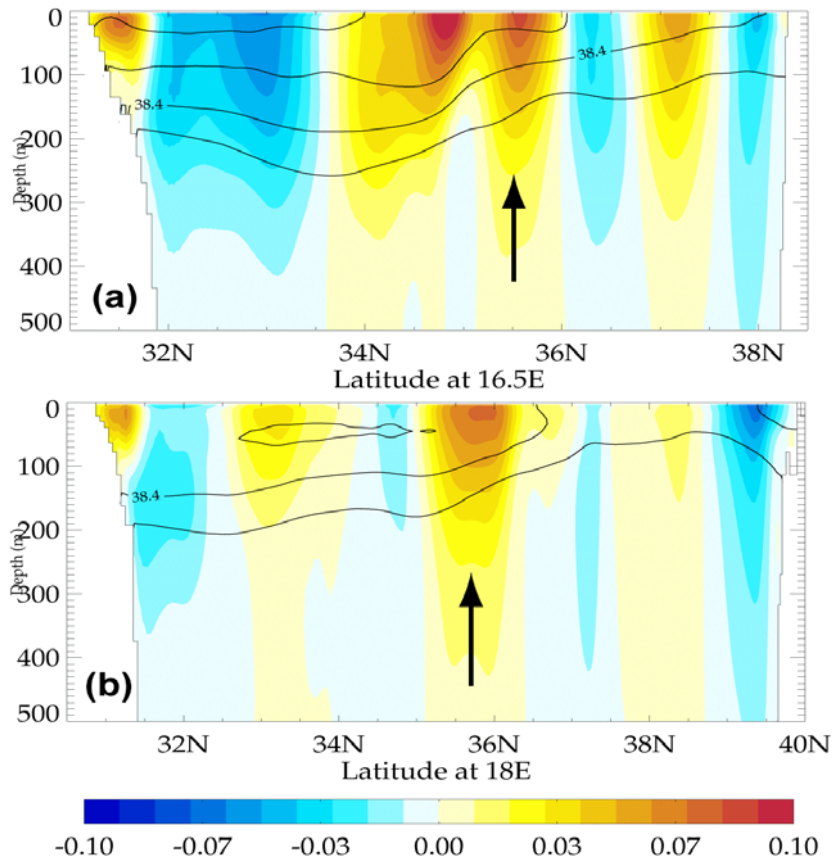 0
100
200
300
400
500
Depth (m)
38.4
38.4
(a)
32N 34N 36N 38N
Latitude at 16.5E
0
100
200
300
400
500
Depth (m)
38.4
(b)
32N 34N 36N 38N 40N
Latitude at 18E
-0.10 -0.07 -0.03 0.00 0.03 0.07 0.10